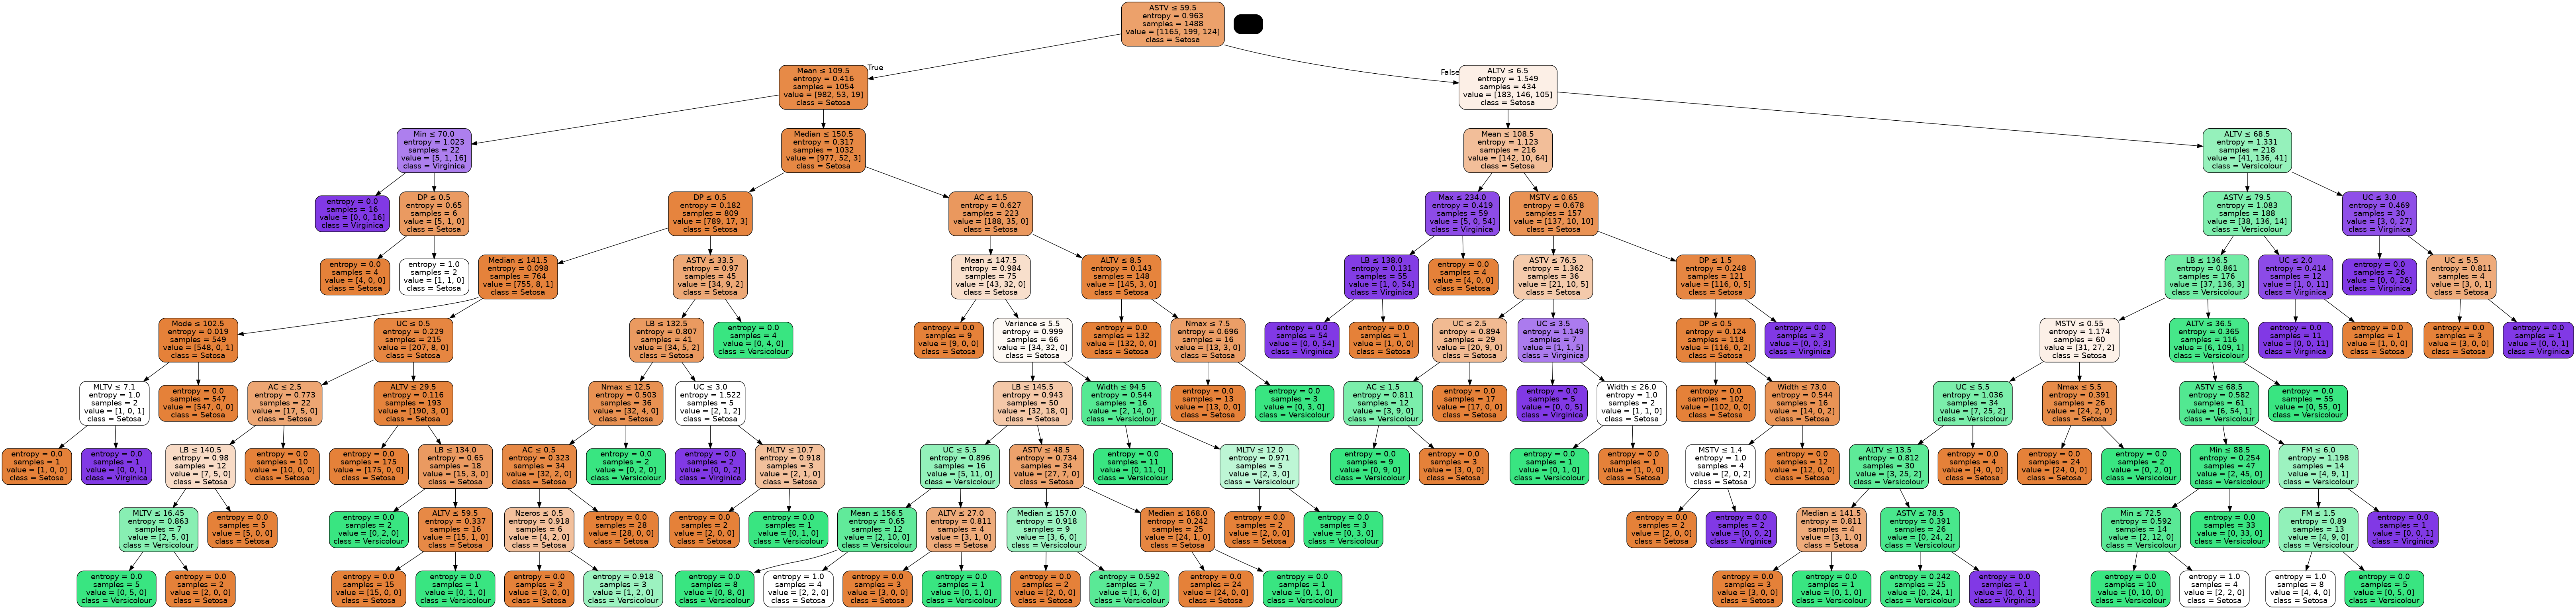 ASTV ≤ 59.5
entropy = 0.963
samples = 1488
value = [1165, 199, 124]
class = Setosa
True
False
Mean ≤ 109.5
entropy = 0.416
samples = 1054
value = [982, 53, 19]
class = Setosa
ALTV ≤ 6.5
entropy = 1.549
samples = 434
value = [183, 146, 105]
class = Setosa
Min ≤ 70.0
entropy = 1.023
samples = 22
value = [5, 1, 16]
class = Virginica
Median ≤ 150.5
entropy = 0.317
samples = 1032
value = [977, 52, 3]
class = Setosa
Mean ≤ 108.5
entropy = 1.123
samples = 216
value = [142, 10, 64]
class = Setosa
ALTV ≤ 68.5
entropy = 1.331
samples = 218
value = [41, 136, 41]
class = Versicolour
entropy = 0.0
samples = 16
value = [0, 0, 16]
class = Virginica
DP ≤ 0.5
entropy = 0.65
samples = 6
value = [5, 1, 0]
class = Setosa
DP ≤ 0.5
entropy = 0.182
samples = 809
value = [789, 17, 3]
class = Setosa
AC ≤ 1.5
entropy = 0.627
samples = 223
value = [188, 35, 0]
class = Setosa
Max ≤ 234.0
entropy = 0.419
samples = 59
value = [5, 0, 54]
class = Virginica
MSTV ≤ 0.65
entropy = 0.678
samples = 157
value = [137, 10, 10]
class = Setosa
ASTV ≤ 79.5
entropy = 1.083
samples = 188
value = [38, 136, 14]
class = Versicolour
UC ≤ 3.0
entropy = 0.469
samples = 30
value = [3, 0, 27]
class = Virginica
entropy = 0.0
samples = 4
value = [4, 0, 0]
class = Setosa
entropy = 1.0
samples = 2
value = [1, 1, 0]
class = Setosa
Median ≤ 141.5
entropy = 0.098
samples = 764
value = [755, 8, 1]
class = Setosa
ASTV ≤ 33.5
entropy = 0.97
samples = 45
value = [34, 9, 2]
class = Setosa
Mean ≤ 147.5
entropy = 0.984
samples = 75
value = [43, 32, 0]
class = Setosa
ALTV ≤ 8.5
entropy = 0.143
samples = 148
value = [145, 3, 0]
class = Setosa
LB ≤ 138.0
entropy = 0.131
samples = 55
value = [1, 0, 54]
class = Virginica
entropy = 0.0
samples = 4
value = [4, 0, 0]
class = Setosa
ASTV ≤ 76.5
entropy = 1.362
samples = 36
value = [21, 10, 5]
class = Setosa
DP ≤ 1.5
entropy = 0.248
samples = 121
value = [116, 0, 5]
class = Setosa
LB ≤ 136.5
entropy = 0.861
samples = 176
value = [37, 136, 3]
class = Versicolour
UC ≤ 2.0
entropy = 0.414
samples = 12
value = [1, 0, 11]
class = Virginica
entropy = 0.0
samples = 26
value = [0, 0, 26]
class = Virginica
UC ≤ 5.5
entropy = 0.811
samples = 4
value = [3, 0, 1]
class = Setosa
Mode ≤ 102.5
entropy = 0.019
samples = 549
value = [548, 0, 1]
class = Setosa
UC ≤ 0.5
entropy = 0.229
samples = 215
value = [207, 8, 0]
class = Setosa
LB ≤ 132.5
entropy = 0.807
samples = 41
value = [34, 5, 2]
class = Setosa
entropy = 0.0
samples = 4
value = [0, 4, 0]
class = Versicolour
entropy = 0.0
samples = 9
value = [9, 0, 0]
class = Setosa
Variance ≤ 5.5
entropy = 0.999
samples = 66
value = [34, 32, 0]
class = Setosa
entropy = 0.0
samples = 132
value = [132, 0, 0]
class = Setosa
Nmax ≤ 7.5
entropy = 0.696
samples = 16
value = [13, 3, 0]
class = Setosa
entropy = 0.0
samples = 54
value = [0, 0, 54]
class = Virginica
entropy = 0.0
samples = 1
value = [1, 0, 0]
class = Setosa
UC ≤ 2.5
entropy = 0.894
samples = 29
value = [20, 9, 0]
class = Setosa
UC ≤ 3.5
entropy = 1.149
samples = 7
value = [1, 1, 5]
class = Virginica
DP ≤ 0.5
entropy = 0.124
samples = 118
value = [116, 0, 2]
class = Setosa
entropy = 0.0
samples = 3
value = [0, 0, 3]
class = Virginica
MSTV ≤ 0.55
entropy = 1.174
samples = 60
value = [31, 27, 2]
class = Setosa
ALTV ≤ 36.5
entropy = 0.365
samples = 116
value = [6, 109, 1]
class = Versicolour
entropy = 0.0
samples = 11
value = [0, 0, 11]
class = Virginica
entropy = 0.0
samples = 1
value = [1, 0, 0]
class = Setosa
entropy = 0.0
samples = 3
value = [3, 0, 0]
class = Setosa
entropy = 0.0
samples = 1
value = [0, 0, 1]
class = Virginica
MLTV ≤ 7.1
entropy = 1.0
samples = 2
value = [1, 0, 1]
class = Setosa
entropy = 0.0
samples = 547
value = [547, 0, 0]
class = Setosa
AC ≤ 2.5
entropy = 0.773
samples = 22
value = [17, 5, 0]
class = Setosa
ALTV ≤ 29.5
entropy = 0.116
samples = 193
value = [190, 3, 0]
class = Setosa
Nmax ≤ 12.5
entropy = 0.503
samples = 36
value = [32, 4, 0]
class = Setosa
UC ≤ 3.0
entropy = 1.522
samples = 5
value = [2, 1, 2]
class = Setosa
LB ≤ 145.5
entropy = 0.943
samples = 50
value = [32, 18, 0]
class = Setosa
Width ≤ 94.5
entropy = 0.544
samples = 16
value = [2, 14, 0]
class = Versicolour
entropy = 0.0
samples = 13
value = [13, 0, 0]
class = Setosa
entropy = 0.0
samples = 3
value = [0, 3, 0]
class = Versicolour
AC ≤ 1.5
entropy = 0.811
samples = 12
value = [3, 9, 0]
class = Versicolour
entropy = 0.0
samples = 17
value = [17, 0, 0]
class = Setosa
entropy = 0.0
samples = 5
value = [0, 0, 5]
class = Virginica
Width ≤ 26.0
entropy = 1.0
samples = 2
value = [1, 1, 0]
class = Setosa
entropy = 0.0
samples = 102
value = [102, 0, 0]
class = Setosa
Width ≤ 73.0
entropy = 0.544
samples = 16
value = [14, 0, 2]
class = Setosa
UC ≤ 5.5
entropy = 1.036
samples = 34
value = [7, 25, 2]
class = Versicolour
Nmax ≤ 5.5
entropy = 0.391
samples = 26
value = [24, 2, 0]
class = Setosa
ASTV ≤ 68.5
entropy = 0.582
samples = 61
value = [6, 54, 1]
class = Versicolour
entropy = 0.0
samples = 55
value = [0, 55, 0]
class = Versicolour
entropy = 0.0
samples = 1
value = [1, 0, 0]
class = Setosa
entropy = 0.0
samples = 1
value = [0, 0, 1]
class = Virginica
LB ≤ 140.5
entropy = 0.98
samples = 12
value = [7, 5, 0]
class = Setosa
entropy = 0.0
samples = 10
value = [10, 0, 0]
class = Setosa
entropy = 0.0
samples = 175
value = [175, 0, 0]
class = Setosa
LB ≤ 134.0
entropy = 0.65
samples = 18
value = [15, 3, 0]
class = Setosa
AC ≤ 0.5
entropy = 0.323
samples = 34
value = [32, 2, 0]
class = Setosa
entropy = 0.0
samples = 2
value = [0, 2, 0]
class = Versicolour
entropy = 0.0
samples = 2
value = [0, 0, 2]
class = Virginica
MLTV ≤ 10.7
entropy = 0.918
samples = 3
value = [2, 1, 0]
class = Setosa
UC ≤ 5.5
entropy = 0.896
samples = 16
value = [5, 11, 0]
class = Versicolour
ASTV ≤ 48.5
entropy = 0.734
samples = 34
value = [27, 7, 0]
class = Setosa
entropy = 0.0
samples = 11
value = [0, 11, 0]
class = Versicolour
MLTV ≤ 12.0
entropy = 0.971
samples = 5
value = [2, 3, 0]
class = Versicolour
entropy = 0.0
samples = 9
value = [0, 9, 0]
class = Versicolour
entropy = 0.0
samples = 3
value = [3, 0, 0]
class = Setosa
entropy = 0.0
samples = 1
value = [0, 1, 0]
class = Versicolour
entropy = 0.0
samples = 1
value = [1, 0, 0]
class = Setosa
MSTV ≤ 1.4
entropy = 1.0
samples = 4
value = [2, 0, 2]
class = Setosa
entropy = 0.0
samples = 12
value = [12, 0, 0]
class = Setosa
ALTV ≤ 13.5
entropy = 0.812
samples = 30
value = [3, 25, 2]
class = Versicolour
entropy = 0.0
samples = 4
value = [4, 0, 0]
class = Setosa
entropy = 0.0
samples = 24
value = [24, 0, 0]
class = Setosa
entropy = 0.0
samples = 2
value = [0, 2, 0]
class = Versicolour
Min ≤ 88.5
entropy = 0.254
samples = 47
value = [2, 45, 0]
class = Versicolour
FM ≤ 6.0
entropy = 1.198
samples = 14
value = [4, 9, 1]
class = Versicolour
MLTV ≤ 16.45
entropy = 0.863
samples = 7
value = [2, 5, 0]
class = Versicolour
entropy = 0.0
samples = 5
value = [5, 0, 0]
class = Setosa
entropy = 0.0
samples = 2
value = [0, 2, 0]
class = Versicolour
ALTV ≤ 59.5
entropy = 0.337
samples = 16
value = [15, 1, 0]
class = Setosa
Nzeros ≤ 0.5
entropy = 0.918
samples = 6
value = [4, 2, 0]
class = Setosa
entropy = 0.0
samples = 28
value = [28, 0, 0]
class = Setosa
entropy = 0.0
samples = 2
value = [2, 0, 0]
class = Setosa
entropy = 0.0
samples = 1
value = [0, 1, 0]
class = Versicolour
Mean ≤ 156.5
entropy = 0.65
samples = 12
value = [2, 10, 0]
class = Versicolour
ALTV ≤ 27.0
entropy = 0.811
samples = 4
value = [3, 1, 0]
class = Setosa
Median ≤ 157.0
entropy = 0.918
samples = 9
value = [3, 6, 0]
class = Versicolour
Median ≤ 168.0
entropy = 0.242
samples = 25
value = [24, 1, 0]
class = Setosa
entropy = 0.0
samples = 2
value = [2, 0, 0]
class = Setosa
entropy = 0.0
samples = 3
value = [0, 3, 0]
class = Versicolour
entropy = 0.0
samples = 2
value = [2, 0, 0]
class = Setosa
entropy = 0.0
samples = 2
value = [0, 0, 2]
class = Virginica
Median ≤ 141.5
entropy = 0.811
samples = 4
value = [3, 1, 0]
class = Setosa
ASTV ≤ 78.5
entropy = 0.391
samples = 26
value = [0, 24, 2]
class = Versicolour
Min ≤ 72.5
entropy = 0.592
samples = 14
value = [2, 12, 0]
class = Versicolour
entropy = 0.0
samples = 33
value = [0, 33, 0]
class = Versicolour
FM ≤ 1.5
entropy = 0.89
samples = 13
value = [4, 9, 0]
class = Versicolour
entropy = 0.0
samples = 1
value = [0, 0, 1]
class = Virginica
entropy = 0.0
samples = 5
value = [0, 5, 0]
class = Versicolour
entropy = 0.0
samples = 2
value = [2, 0, 0]
class = Setosa
entropy = 0.0
samples = 15
value = [15, 0, 0]
class = Setosa
entropy = 0.0
samples = 1
value = [0, 1, 0]
class = Versicolour
entropy = 0.0
samples = 3
value = [3, 0, 0]
class = Setosa
entropy = 0.918
samples = 3
value = [1, 2, 0]
class = Versicolour
entropy = 0.0
samples = 8
value = [0, 8, 0]
class = Versicolour
entropy = 1.0
samples = 4
value = [2, 2, 0]
class = Setosa
entropy = 0.0
samples = 3
value = [3, 0, 0]
class = Setosa
entropy = 0.0
samples = 1
value = [0, 1, 0]
class = Versicolour
entropy = 0.0
samples = 2
value = [2, 0, 0]
class = Setosa
entropy = 0.592
samples = 7
value = [1, 6, 0]
class = Versicolour
entropy = 0.0
samples = 24
value = [24, 0, 0]
class = Setosa
entropy = 0.0
samples = 1
value = [0, 1, 0]
class = Versicolour
entropy = 0.0
samples = 3
value = [3, 0, 0]
class = Setosa
entropy = 0.0
samples = 1
value = [0, 1, 0]
class = Versicolour
entropy = 0.242
samples = 25
value = [0, 24, 1]
class = Versicolour
entropy = 0.0
samples = 1
value = [0, 0, 1]
class = Virginica
entropy = 0.0
samples = 10
value = [0, 10, 0]
class = Versicolour
entropy = 1.0
samples = 4
value = [2, 2, 0]
class = Setosa
entropy = 1.0
samples = 8
value = [4, 4, 0]
class = Setosa
entropy = 0.0
samples = 5
value = [0, 5, 0]
class = Versicolour